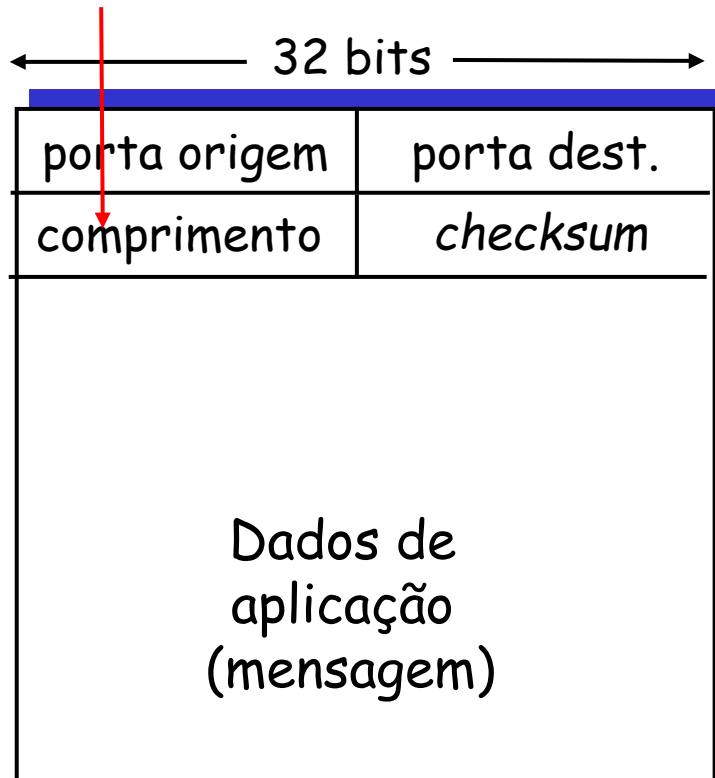 32 bits
porta origem porta dest.
comprimento checksum
Dados de
aplicação
(mensagem)